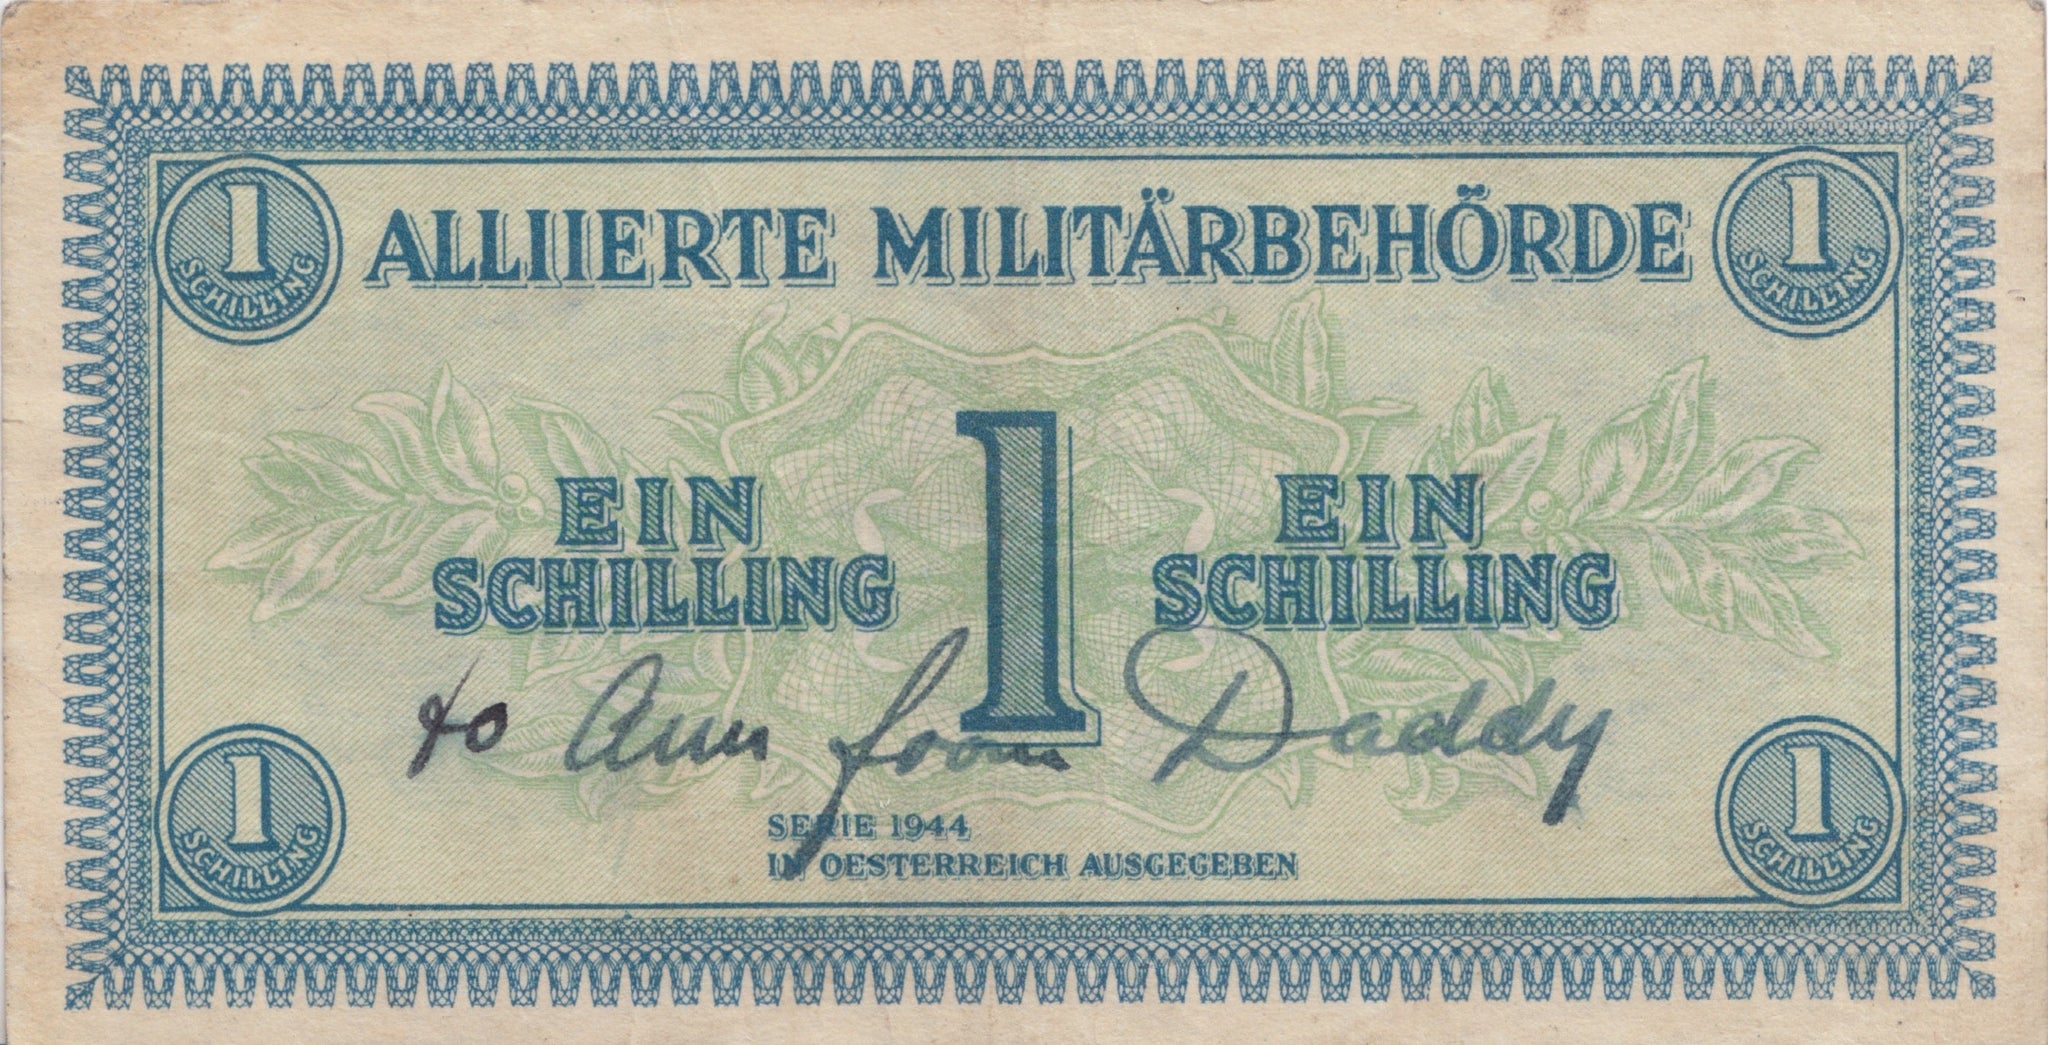 1 SCHILLING
ALLIIERTE MILITÄRBEHÖRDE
1 SCHILLING
EIN SCHILLING
1
EIN SCHILLING
to Ann from Daddy
1 SCHILLING
SERIE 1944
IN OESTERREICH AUSGEGEBEN
1 SCHILLING